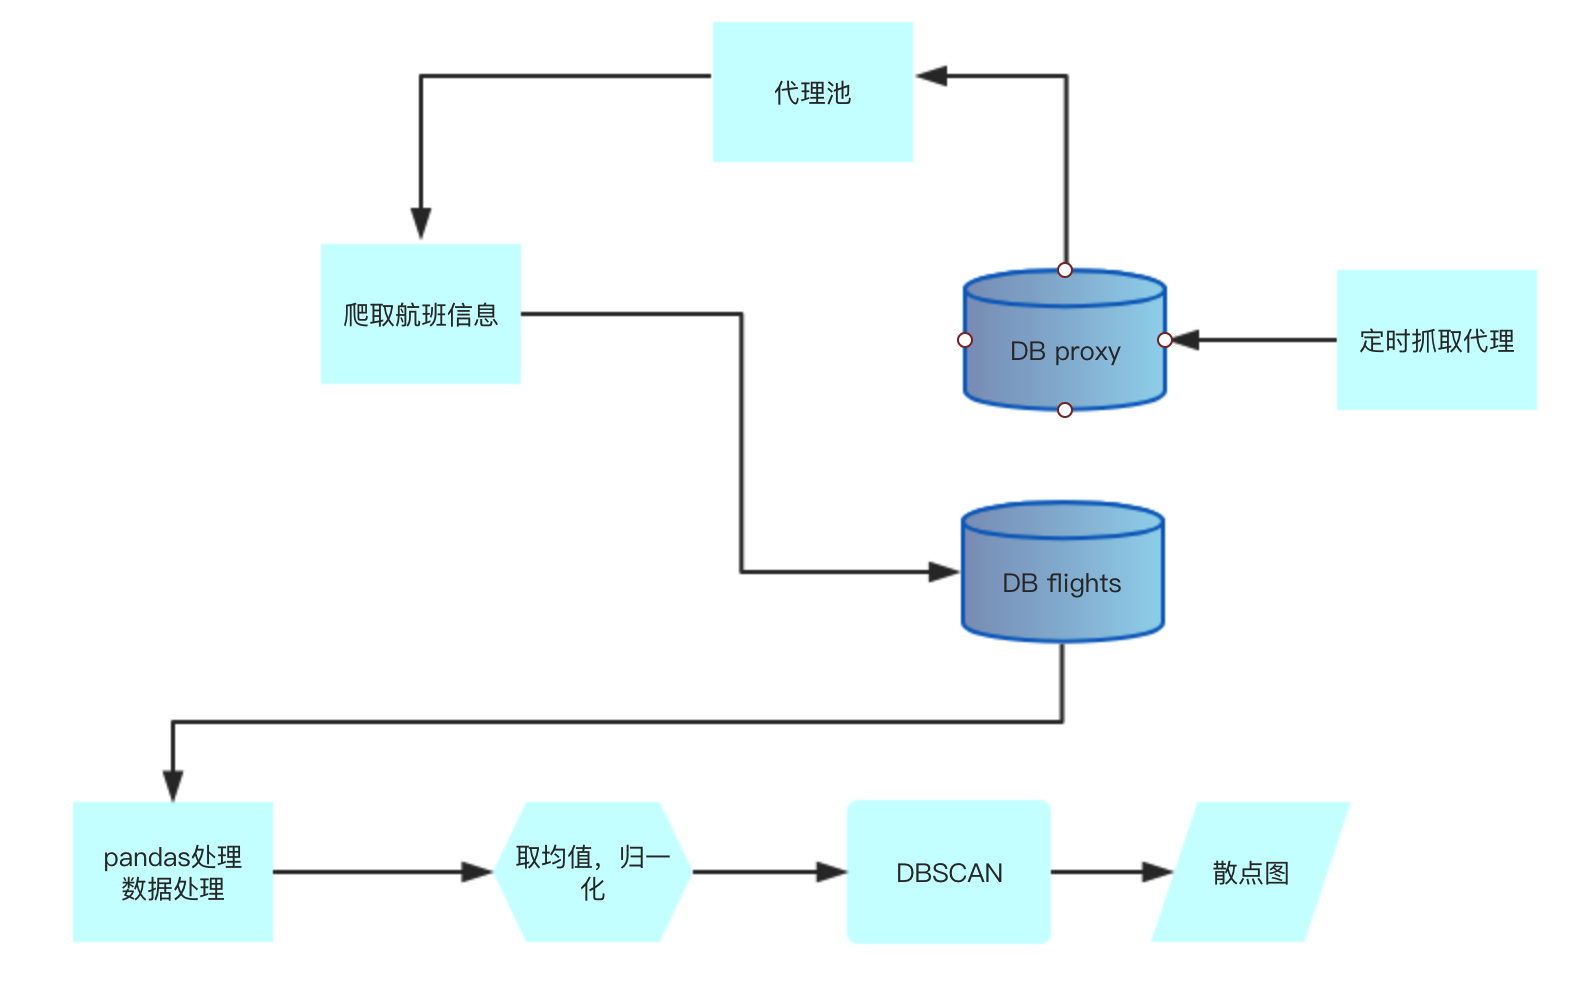 代理池
爬取航班信息
DB proxy
定时抓取代理
DB flights
pandas处理
数据处理
取均值，归一
化
DBSCAN
散点图